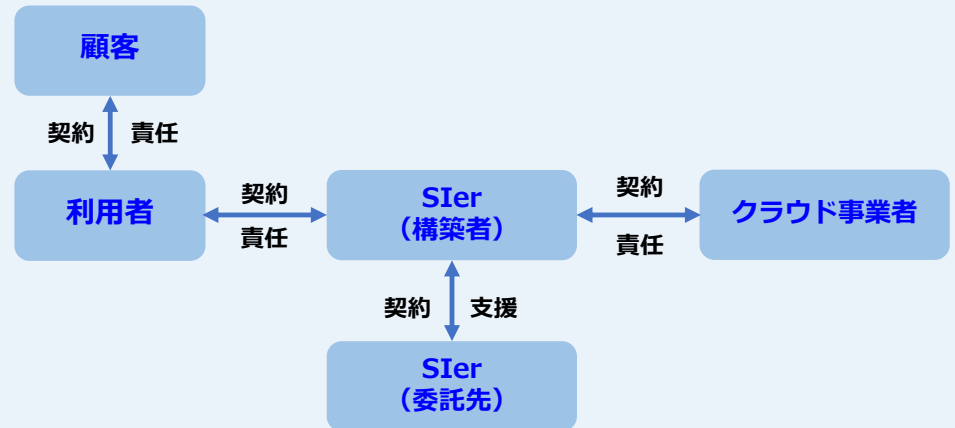 顧客
契約 責任
利用者
契約
責任
SIer
（構築者）
契約
責任
クラウド事業者
契約 支援
SIer
（委託先）